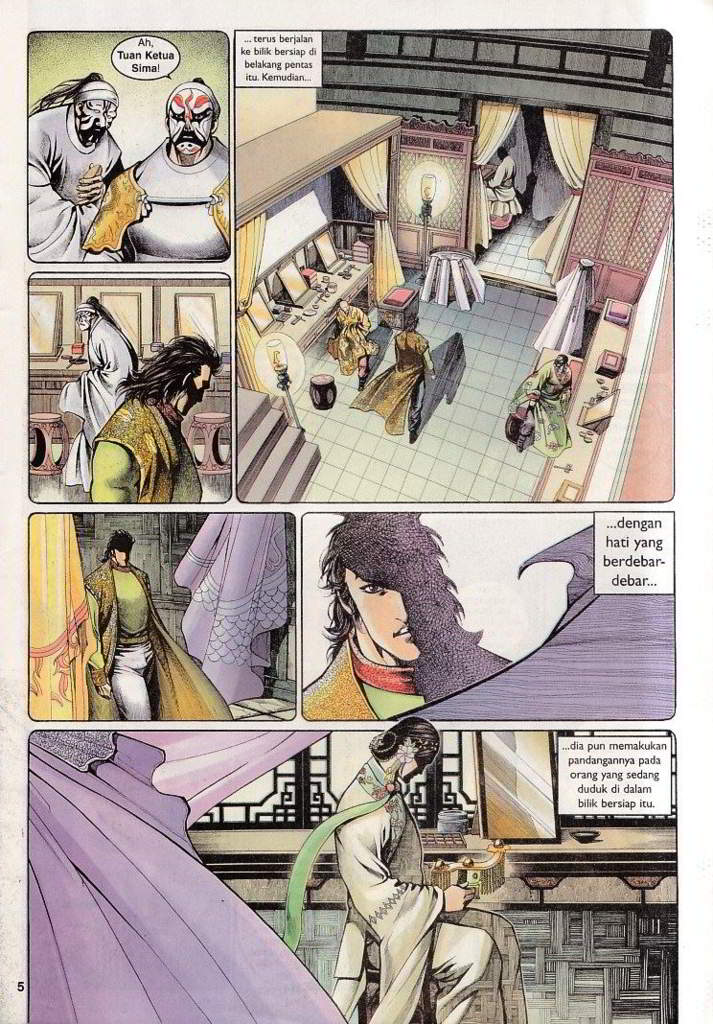 Ah,
Tuan Ketua
Sima!
... terus berjalan
ke bilik bersiap di
belakang pentas
itu. Kemudian...
...dengan
hati yang
berdebar-
debar...
...dia pun memakukan
pandangannya pada
orang yang sedang
duduk di dalam
bilik bersiap itu.
5